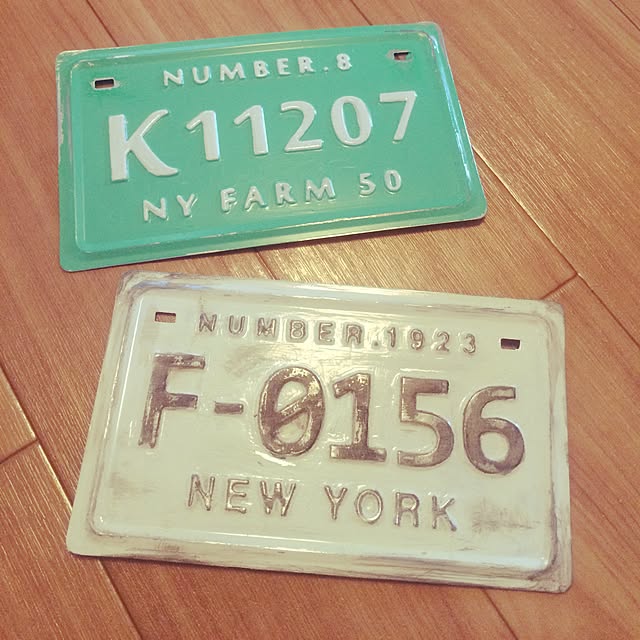 NUMBER.8
K11207
NY FARM 50
NUMBER.1923
F-0156
NEW YORK